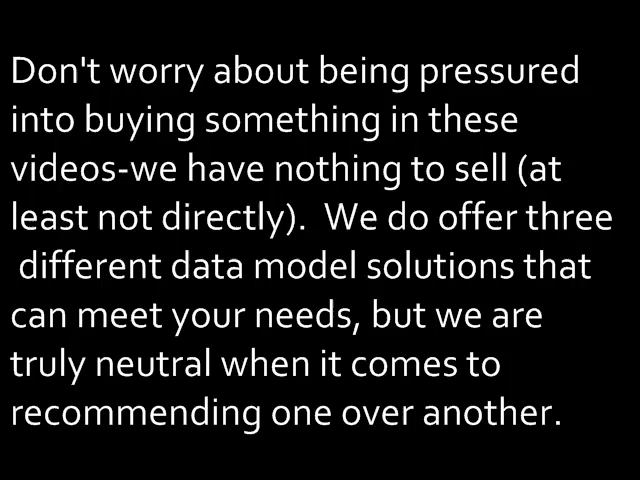 Don't worry about being pressured
into buying something in these
videos-we have nothing to sell (at
least not directly).  We do offer three
 different data model solutions that
can meet your needs, but we are
truly neutral when it comes to
recommending one over another.